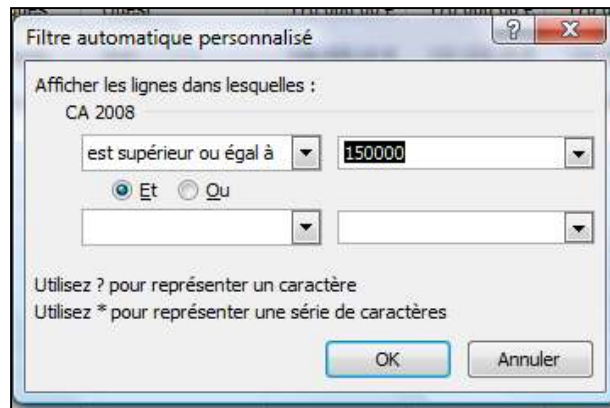 Filtre automatique personnalisé
?
X
Afficher les lignes dans lesquelles :
CA 2008
est supérieur ou égal à 150000
Et Ou
Utilisez ? pour représenter un caractère
Utilisez * pour représenter une série de caractères
OK Annuler